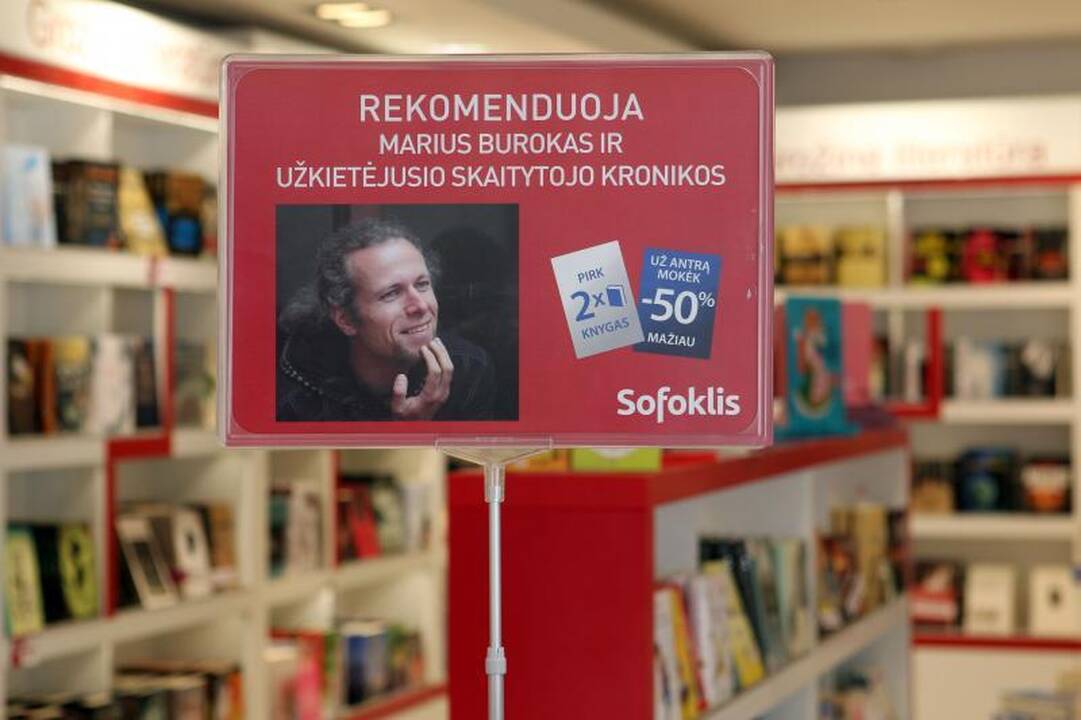 REKOMENDUOJA
MARIUS BUROKAS IR
UŽKIETĖJUSIO SKAITYTOJO KRONIKOS
PIRK
2x
KNYGAS
UŽ ANTRĄ
MOKĖK
-50%
MAŽIAU
Sofoklis